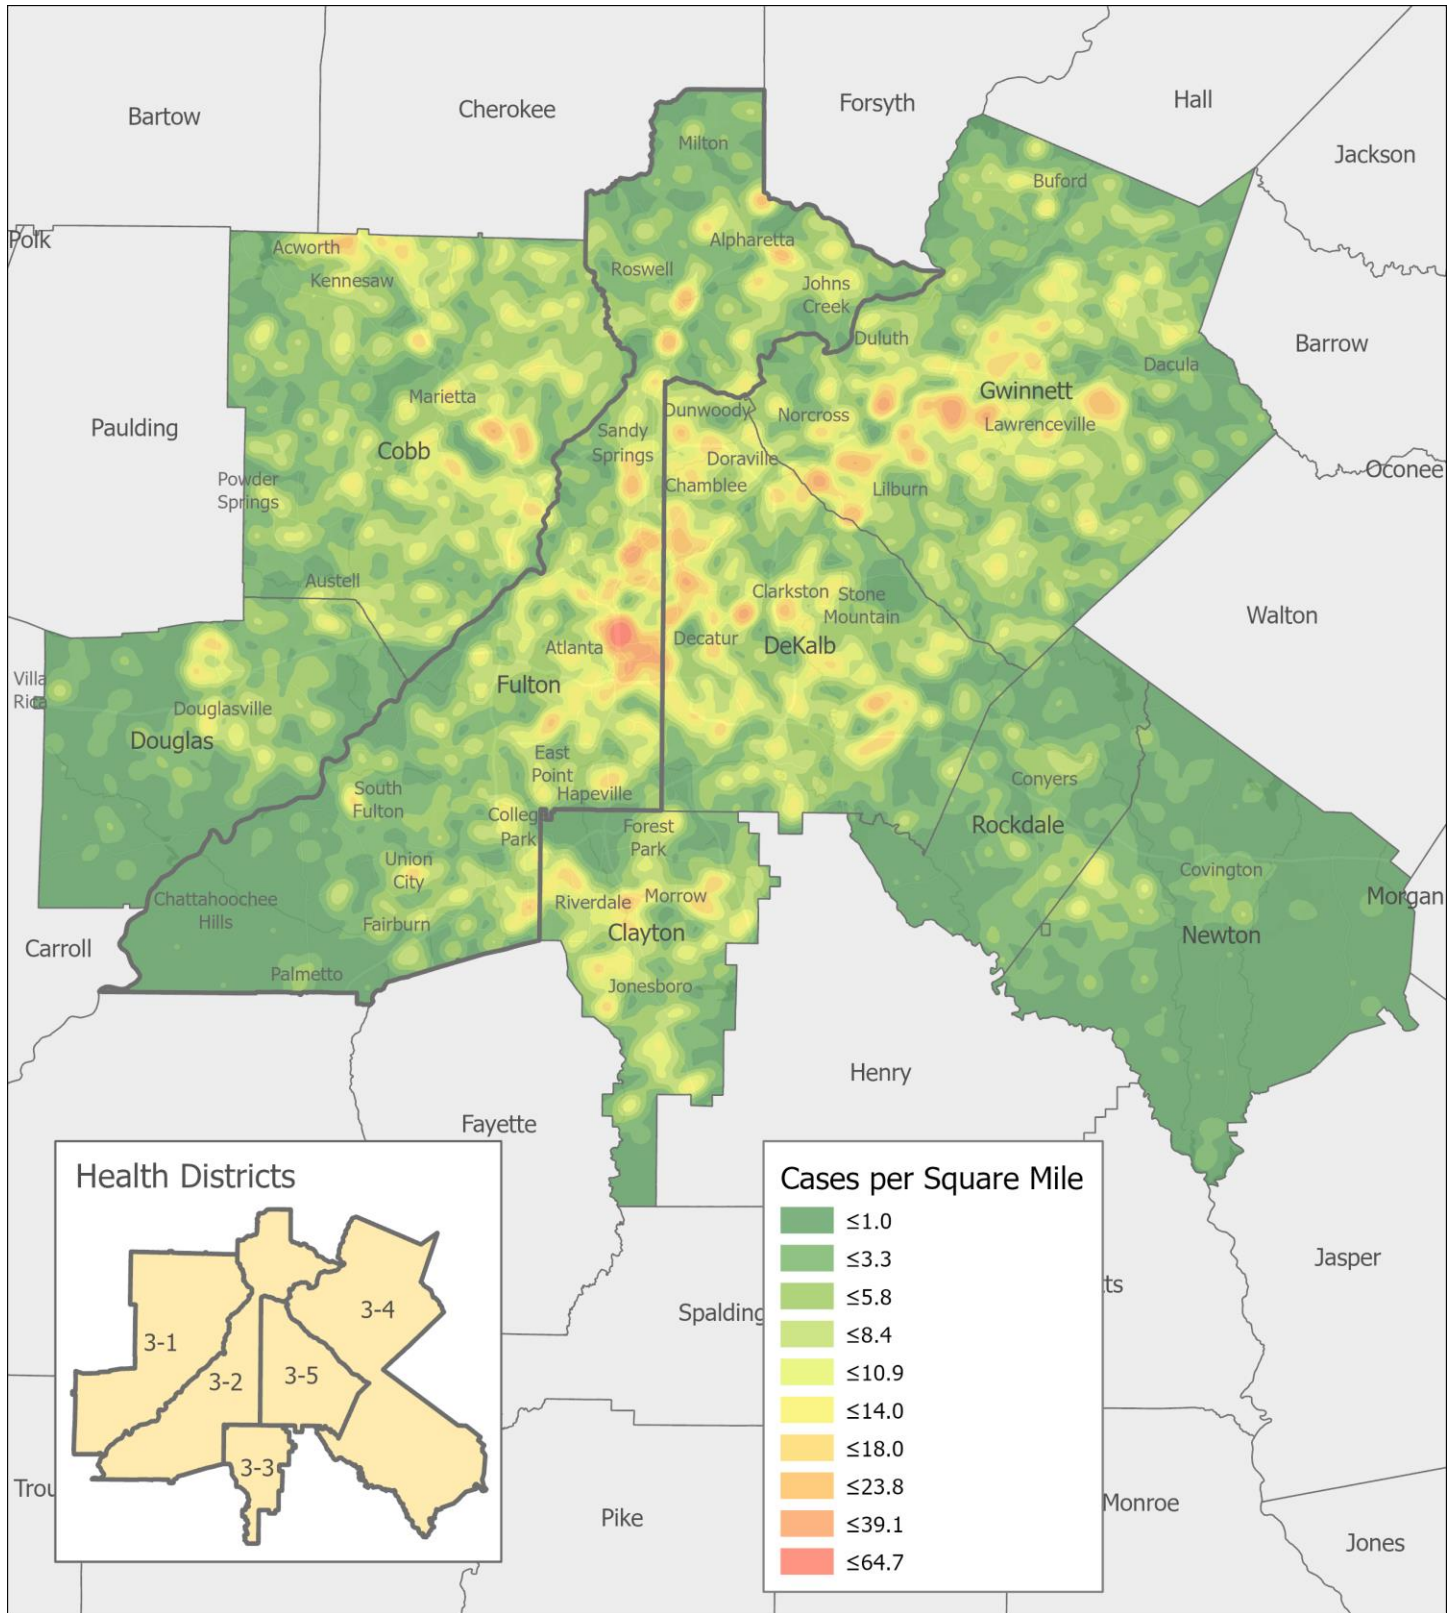 Bartow
Cherokee
Forsyth
Hall
Jackson
Milton
Buford
Polk
Acworth
Kennesaw
Roswell
Alpharetta
Johns
Creek
Duluth
Barrow
Dacula
Paulding
Marietta
Cobb
Powder
Springs
Sandy
Springs
Dunwoody
Norcross
Gwinnett
Lawrenceville
Doraville
Chamblee
Lilburn
Oconee
Austell
Clarkston
Stone
Mountain
Walton
Atlanta
Decatur
DeKalb
Fulton
Villa
Rica
Douglasville
Douglas
East
Point
Hapeville
South
Fulton
Colleg
Park
Forest
Park
Conyers
Rockdale
Union
City
Covington
Morgan
Chattahoochee
Hills
Fairburn
Riverdale
Morrow
Clayton
Newton
Carroll
Palmetto
Jonesboro
Henry
Fayette
Jasper
Spalding
ts
Trou
Pike
Monroe
Jones
Health Districts
3-1
3-2
3-3
3-4
3-5
Cases per Square Mile
≤1.0
≤3.3
≤5.8
≤8.4
≤10.9
≤14.0
≤18.0
≤23.8
≤39.1
≤64.7